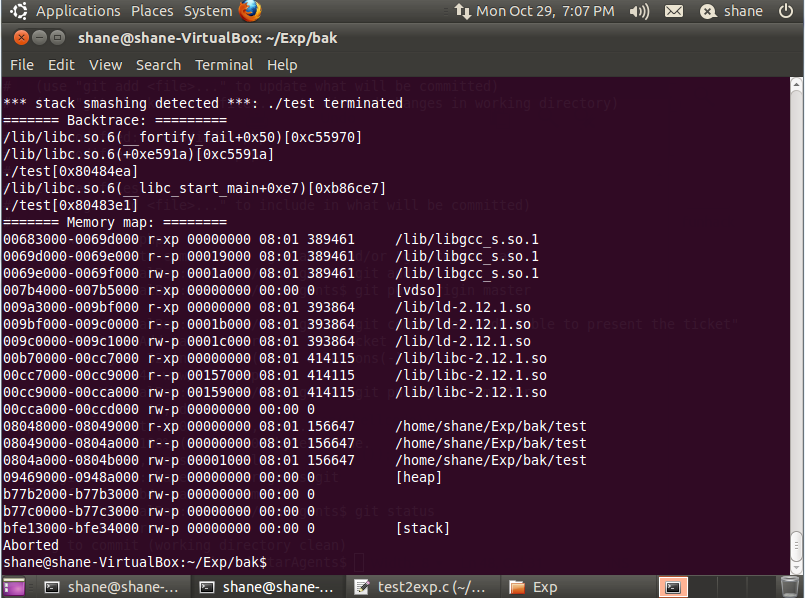 Applications Places System Mon Oct 29, 7:07 PM shane
shane@shane-VirtualBox: ~/Exp/bak
File Edit View Search Terminal Help
(use "git add <file>..." to update what will be committed)
*** stack smashing detected ***: ./test terminated
======= Backtrace: =========
/lib/libc.so.6(__fortify_fail+0x50)[0xc55970]
/lib/libc.so.6(+0xe591a)[0xc5591a]
./test[0x80484ea]
/lib/libc.so.6(__libc_start_main+0xe7)[0xb86ce7]
./test[0x80483e1]
======= Memory map: ========
00683000-0069d000 r-xp 00000000 08:01 389461     /lib/libgcc_s.so.1
0069d000-0069e000 r--p 00019000 08:01 389461     /lib/libgcc_s.so.1
0069e000-0069f000 rw-p 0001a000 08:01 389461     /lib/libgcc_s.so.1
007b4000-007b5000 r-xp 00000000 00:00 0          [vdso]
009a3000-009bf000 r-xp 00000000 08:01 393864     /lib/ld-2.12.1.so
009bf000-009c0000 r--p 0001b000 08:01 393864     /lib/ld-2.12.1.so
009c0000-009c1000 rw-p 0001c000 08:01 393864     /lib/ld-2.12.1.so
00b70000-00cc7000 r-xp 00000000 08:01 414115     /lib/libc-2.12.1.so
00cc7000-00cc9000 r--p 00157000 08:01 414115     /lib/libc-2.12.1.so
00cc9000-00cca000 rw-p 00159000 08:01 414115     /lib/libc-2.12.1.so
00cca000-00ccd000 rw-p 00000000 00:00 0
08048000-08049000 r-xp 00000000 08:01 156647     /home/shane/Exp/bak/test
08049000-0804a000 r--p 00000000 08:01 156647     /home/shane/Exp/bak/test
0804a000-0804b000 rw-p 00001000 08:01 156647     /home/shane/Exp/bak/test
09469000-0948a000 rw-p 00000000 00:00 0          [heap]
b77b2000-b77b3000 rw-p 00000000 00:00 0
b77c0000-b77c3000 rw-p 00000000 00:00 0
bfe13000-bfe34000 rw-p 00000000 00:00 0          [stack]
Aborted
shane@shane-VirtualBox:~/Exp/bak$
shane@shane-... shane@shane-... test2exp.c (~/... Exp